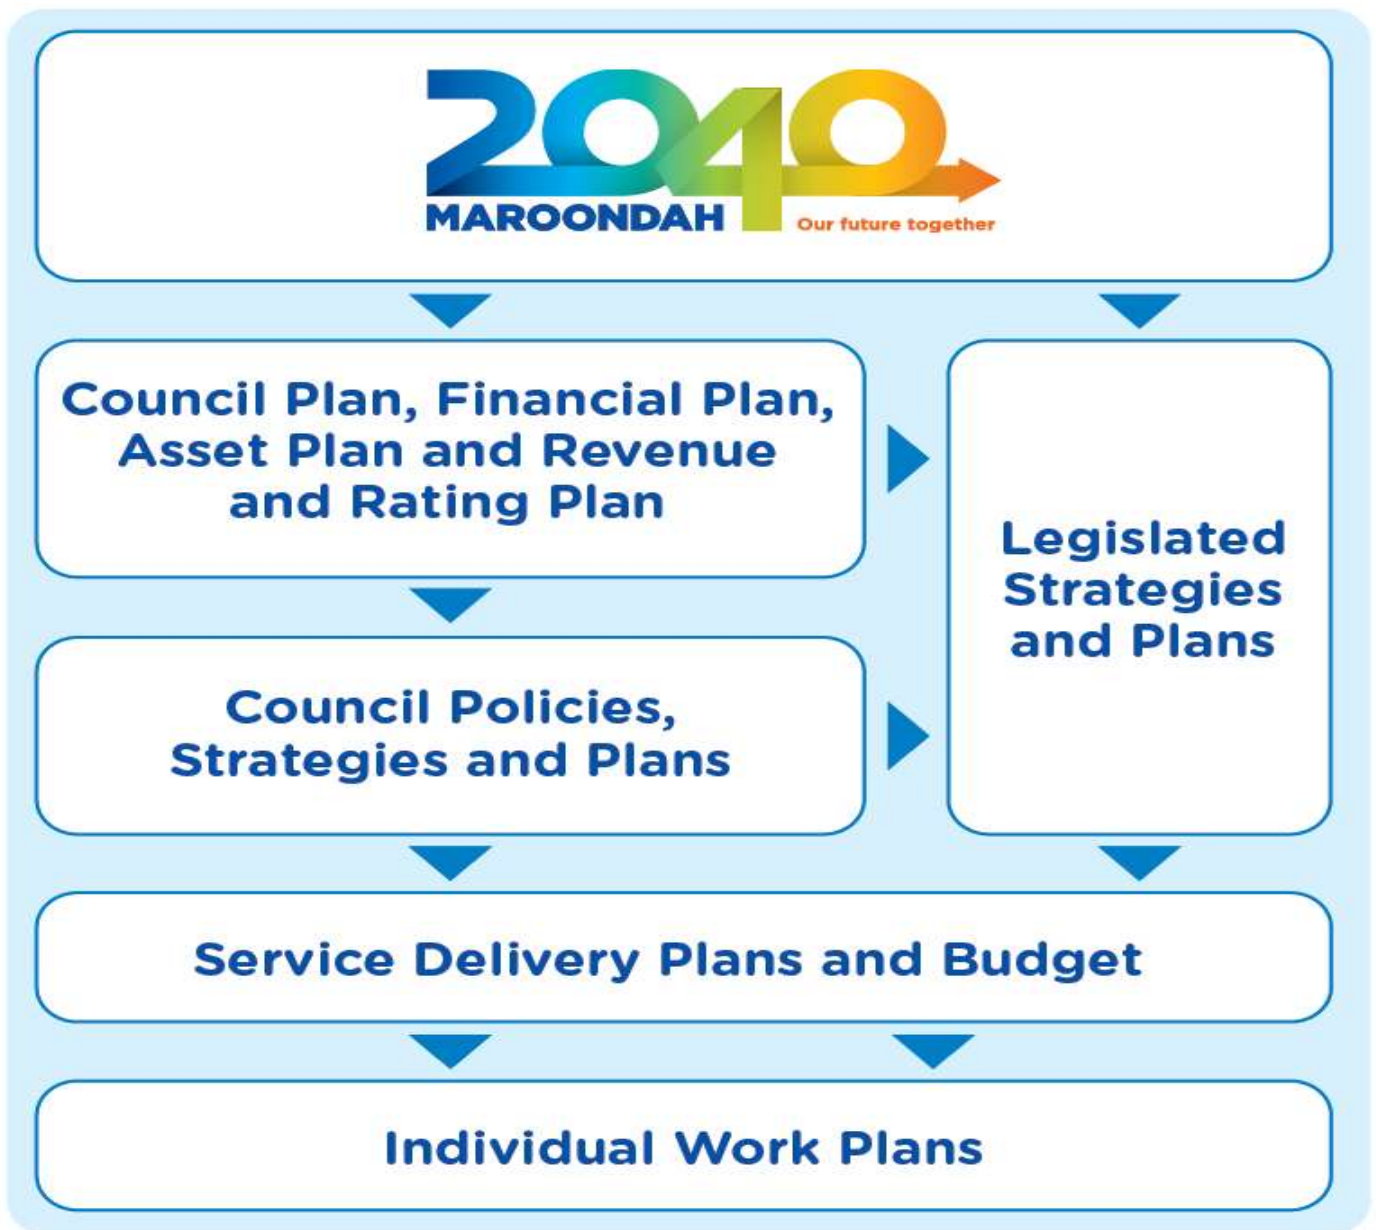 2040
MAROONDAH
Our future together
Council Plan, Financial Plan,
Asset Plan and Revenue
and Rating Plan
Legislated
Strategies
and Plans
Council Policies,
Strategies and Plans
Service Delivery Plans and Budget
Individual Work Plans